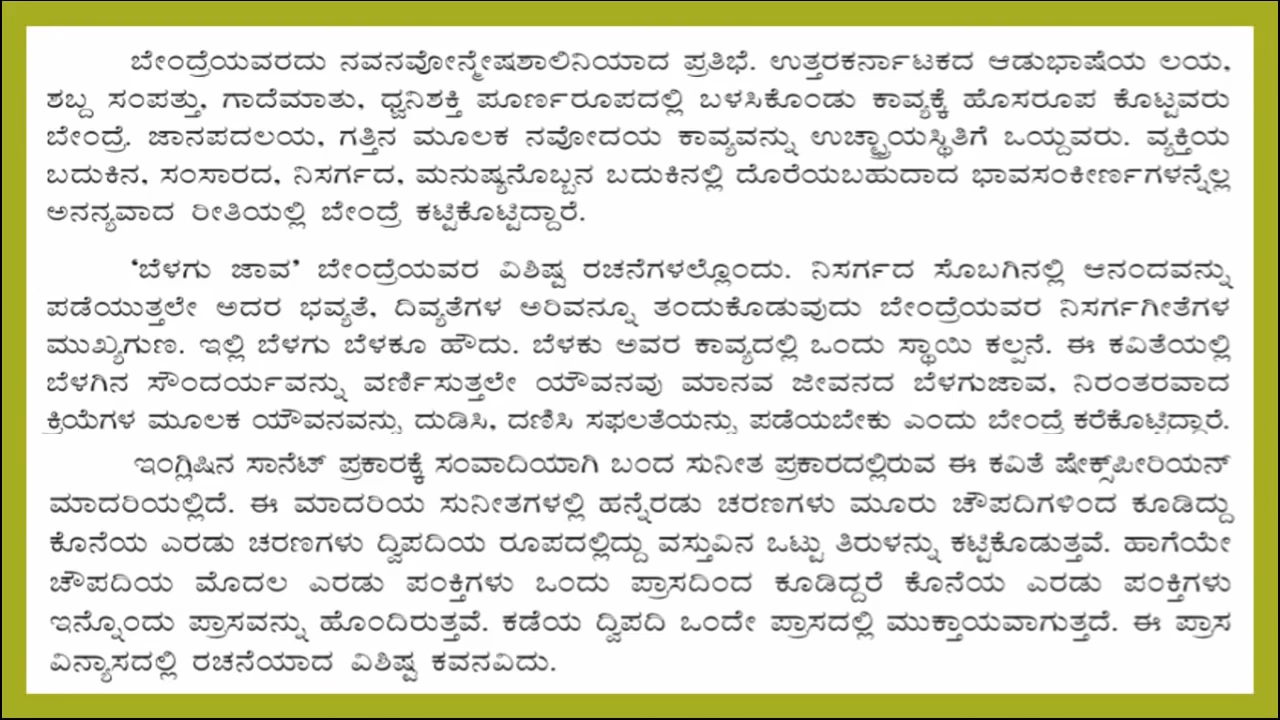 ಬೇಂದ್ರೆಯವರದು ನವನವೋನ್ಮೇಷಶಾಲಿನಿಯಾದ ಪ್ರತಿಭೆ. ಉತ್ತರಕರ್ನಾಟಕದ ಆಡುಭಾಷೆಯ ಲಯ,
ಶಬ್ದ ಸಂಪತ್ತು, ಗಾದೆಮಾತು, ಧ್ವನಿಶಕ್ತಿ ಪೂರ್ಣರೂಪದಲ್ಲಿ ಬಳಸಿಕೊಂಡು ಕಾವ್ಯಕ್ಕೆ ಹೊಸರೂಪ ಕೊಟ್ಟವರು
ಬೇಂದ್ರೆ. ಜಾನಪದಲಯ, ಗತ್ತಿನ ಮೂಲಕ ನವೋದಯ ಕಾವ್ಯವನ್ನು ಉಚ್ಛ್ರಾಯಸ್ಥಿತಿಗೆ ಒಯ್ದವರು. ವ್ಯಕ್ತಿಯ
ಬದುಕಿನ, ಸಂಸಾರದ, ನಿಸರ್ಗದ, ಮನುಷ್ಯನೊಬ್ಬನ ಬದುಕಿನಲ್ಲಿ ದೊರೆಯಬಹುದಾದ ಭಾವಸಂಕೀರ್ಣಗಳನ್ನೆಲ್ಲ
ಅನನ್ಯವಾದ ರೀತಿಯಲ್ಲಿ ಬೇಂದ್ರೆ ಕಟ್ಟಿಕೊಟ್ಟಿದ್ದಾರೆ.
‘ಬೆಳಗು ಜಾವ’ ಬೇಂದ್ರೆಯವರ ವಿಶಿಷ್ಟ ರಚನೆಗಳಲ್ಲೊಂದು. ನಿಸರ್ಗದ ಸೊಬಗಿನಲ್ಲಿ ಆನಂದವನ್ನು
ಪಡೆಯುತ್ತಲೇ ಅದರ ಭವ್ಯತೆ, ದಿವ್ಯತೆಗಳ ಅರಿವನ್ನೂ ತಂದುಕೊಡುವುದು ಬೇಂದ್ರೆಯವರ ನಿಸರ್ಗಗೀತೆಗಳ
ಮುಖ್ಯಗುಣ. ಇಲ್ಲಿ ಬೆಳಗು ಬೆಳಕೂ ಹೌದು. ಬೆಳಕು ಅವರ ಕಾವ್ಯದಲ್ಲಿ ಒಂದು ಸ್ಥಾಯಿ ಕಲ್ಪನೆ. ಈ ಕವಿತೆಯಲ್ಲಿ
ಬೆಳಗಿನ ಸೌಂದರ್ಯವನ್ನು ವರ್ಣಿಸುತ್ತಲೇ ಯೌವನವು ಮಾನವ ಜೀವನದ ಬೆಳಗುಜಾವ, ನಿರಂತರವಾದ
ಕ್ರಿಯೆಗಳ ಮೂಲಕ ಯೌವನವನ್ನು ದುಡಿಸಿ, ದಣಿಸಿ ಸಫಲತೆಯನ್ನು ಪಡೆಯಬೇಕು ಎಂದು ಬೇಂದ್ರೆ ಕರೆಕೊಟ್ಟಿದ್ದಾರೆ.
ಇಂಗ್ಲಿಷಿನ ಸಾನೆಟ್ ಪ್ರಕಾರಕ್ಕೆ ಸಂವಾದಿಯಾಗಿ ಬಂದ ಸುನೀತ ಪ್ರಕಾರದಲ್ಲಿರುವ ಈ ಕವಿತೆ ಷೇಕ್ಸ್‌ಪೀರಿಯನ್
ಮಾದರಿಯಲ್ಲಿದೆ. ಈ ಮಾದರಿಯ ಸುನೀತಗಳಲ್ಲಿ ಹನ್ನೆರಡು ಚರಣಗಳು ಮೂರು ಚೌಪದಿಗಳಿಂದ ಕೂಡಿದ್ದು
ಕೊನೆಯ ಎರಡು ಚರಣಗಳು ದ್ವಿಪದಿಯ ರೂಪದಲ್ಲಿದ್ದು ವಸ್ತುವಿನ ಒಟ್ಟು ತಿರುಳನ್ನು ಕಟ್ಟಿಕೊಡುತ್ತವೆ. ಹಾಗೆಯೇ
ಚೌಪದಿಯ ಮೊದಲ ಎರಡು ಪಂಕ್ತಿಗಳು ಒಂದು ಪ್ರಾಸದಿಂದ ಕೂಡಿದ್ದರೆ ಕೊನೆಯ ಎರಡು ಪಂಕ್ತಿಗಳು
ಇನ್ನೊಂದು ಪ್ರಾಸವನ್ನು ಹೊಂದಿರುತ್ತವೆ. ಕಡೆಯ ದ್ವಿಪದಿ ಒಂದೇ ಪ್ರಾಸದಲ್ಲಿ ಮುಕ್ತಾಯವಾಗುತ್ತದೆ. ಈ ಪ್ರಾಸ
ವಿನ್ಯಾಸದಲ್ಲಿ ರಚನೆಯಾದ ವಿಶಿಷ್ಟ ಕವನವಿದು.